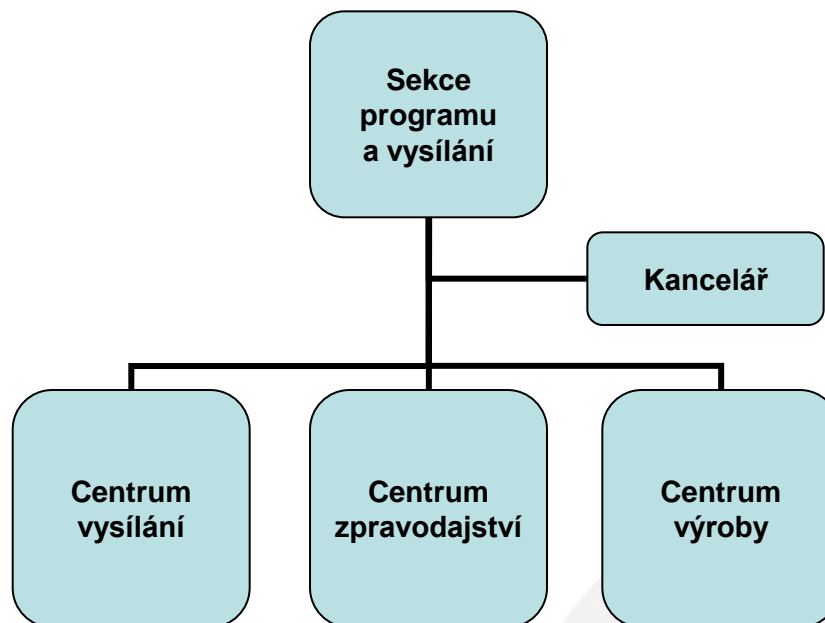 Sekce
programu
a vysílání
Kancelář
Centrum
vysílání
Centrum
zpravodajství
Centrum
výroby